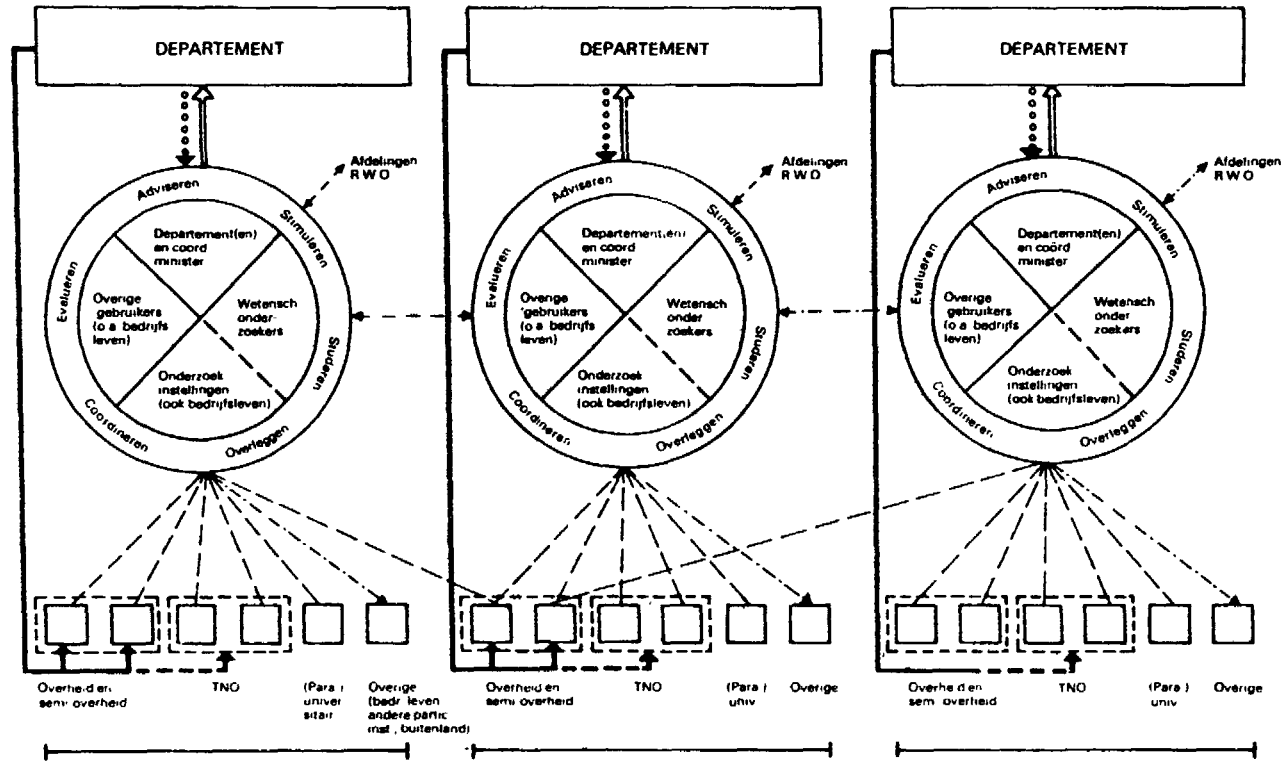 DEPARTEMENT
Afdelingen
R W O
Adviseren
Stimuleren
Studeren
Overleggen
Coordineren
Evalueren
Departement(en)
en coord
minister
Overige
gebruikers
(o a bedrijfs
leven)
Wetensch
onder-
zoekers
Onderzoek
instellingen
(ook bedrijfsleven)
Overheid en
semi overheid
TNO
(Para )
univer
sitair
Overige
(bedr leven
andere partic
inst , buitenland)
DEPARTEMENT
Afdelingen
R W O
Adviseren
Stimuleren
Studeren
Overleggen
Coordineren
Evalueren
Departement(en)
en coord
minister
Overige
gebruikers
(o a bedrijfs
leven)
Wetensch
onder
zoekers
Onderzoek
instellingen
(ook bedrijfsleven)
Overheid en
semi overheid
TNO
(Para )
univ
Overige
DEPARTEMENT
Afdelingen
R W O
Adviseren
Stimuleren
Studeren
Overleggen
Coordineren
Evalueren
Departement(en)
en coörd
minister
Overige
gebruikers
(o a bedrijfs
leven)
Wetensch
onder
zoekers
Onderzoek
instellingen
(ook bedrijfsleven)
Overheid en
semi overheid
TNO
(Para )
univ
Overige